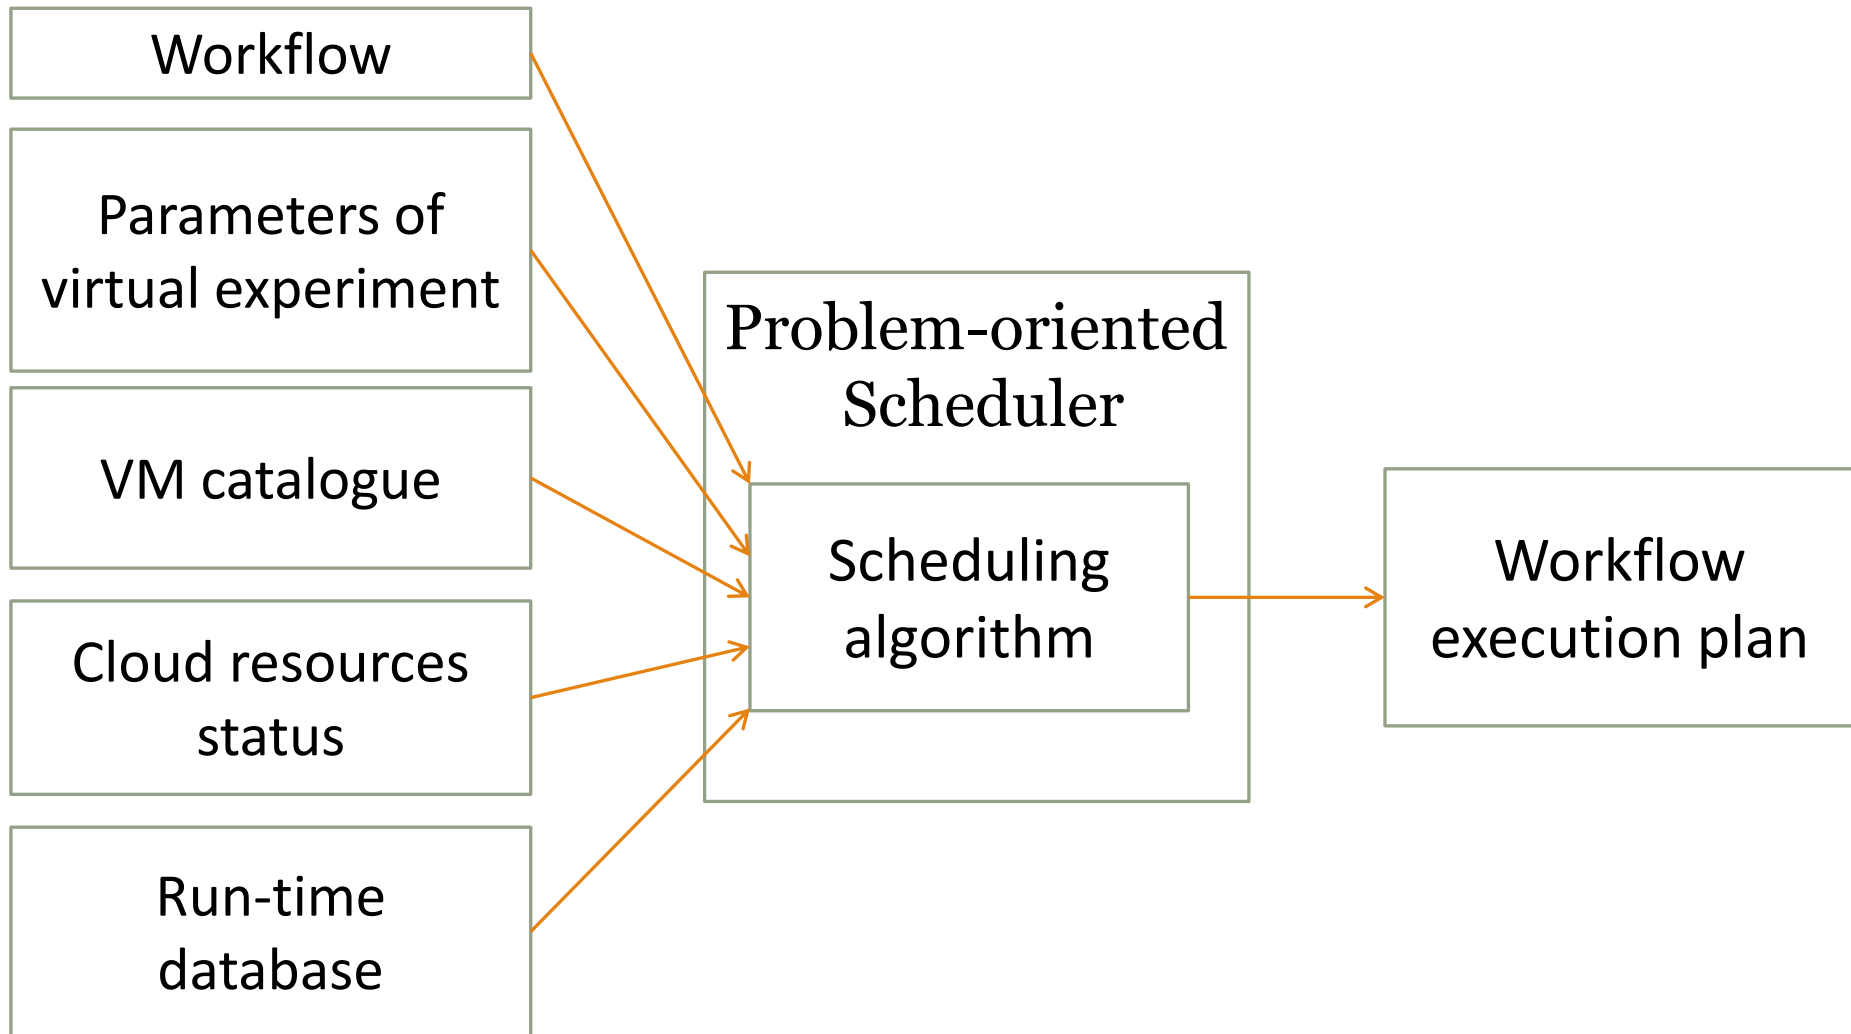 Workflow
Parameters of
virtual experiment
VM catalogue
Cloud resources
status
Run-time
database
Problem-oriented
Scheduler
Scheduling
algorithm
Workflow
execution plan